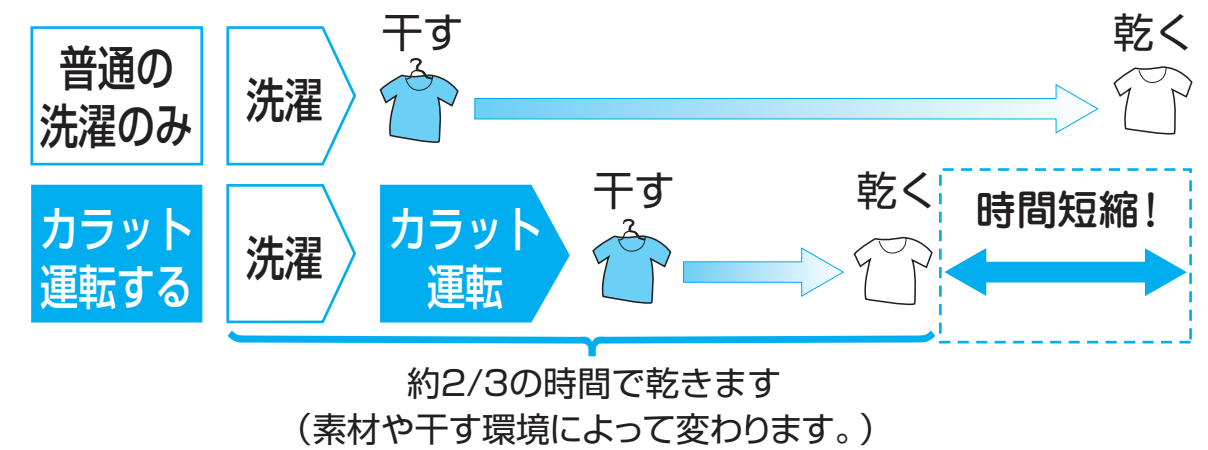 普通の
洗濯のみ
洗濯
干す
乾く
カラット
運転する
洗濯
カラット
運転
干す
乾く
時間短縮!
約2/3の時間で乾きます
(素材や干す環境によって変わります。)